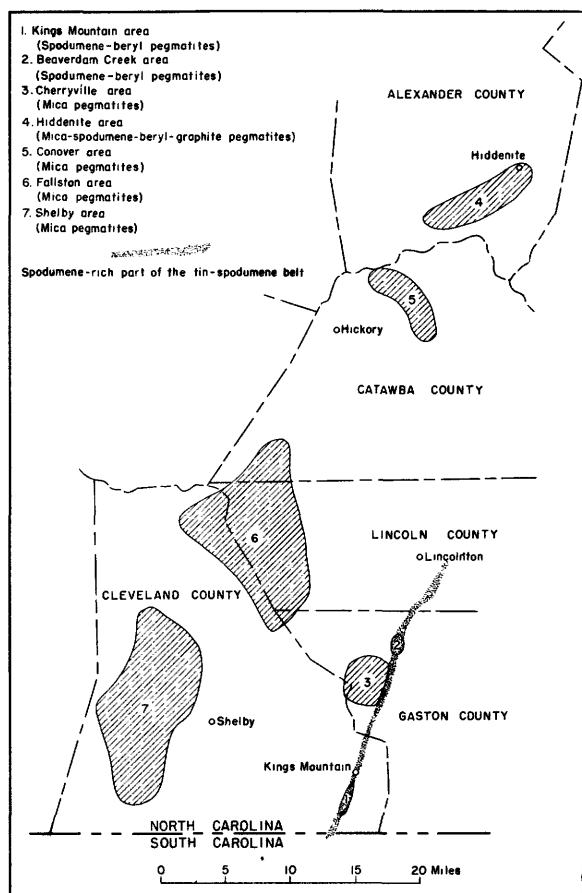 1. Kings Mountain area
(Spodumene-beryl pegmatites)
2. Beaverdam Creek area
(Spodumene-beryl pegmatites)
3. Cherryville area
(Mica pegmatites)
4. Hiddenite area
(Mica-spodumene-beryl-graphite pegmatites)
5. Conover area
(Mica pegmatites)
6. Fallston area
(Mica pegmatites)
7. Shelby area
(Mica pegmatites)
Spodumene-rich part of the tin-spodumene belt
ALEXANDER COUNTY
Hiddenite
4
5
Hickory
CATAWBA COUNTY
6
LINCOLN COUNTY
Lincolnton
CLEVELAND COUNTY
2
3
7
GASTON COUNTY
Shelby
Kings Mountain
1
NORTH CAROLINA
SOUTH CAROLINA
0 5 10 15 20 Miles